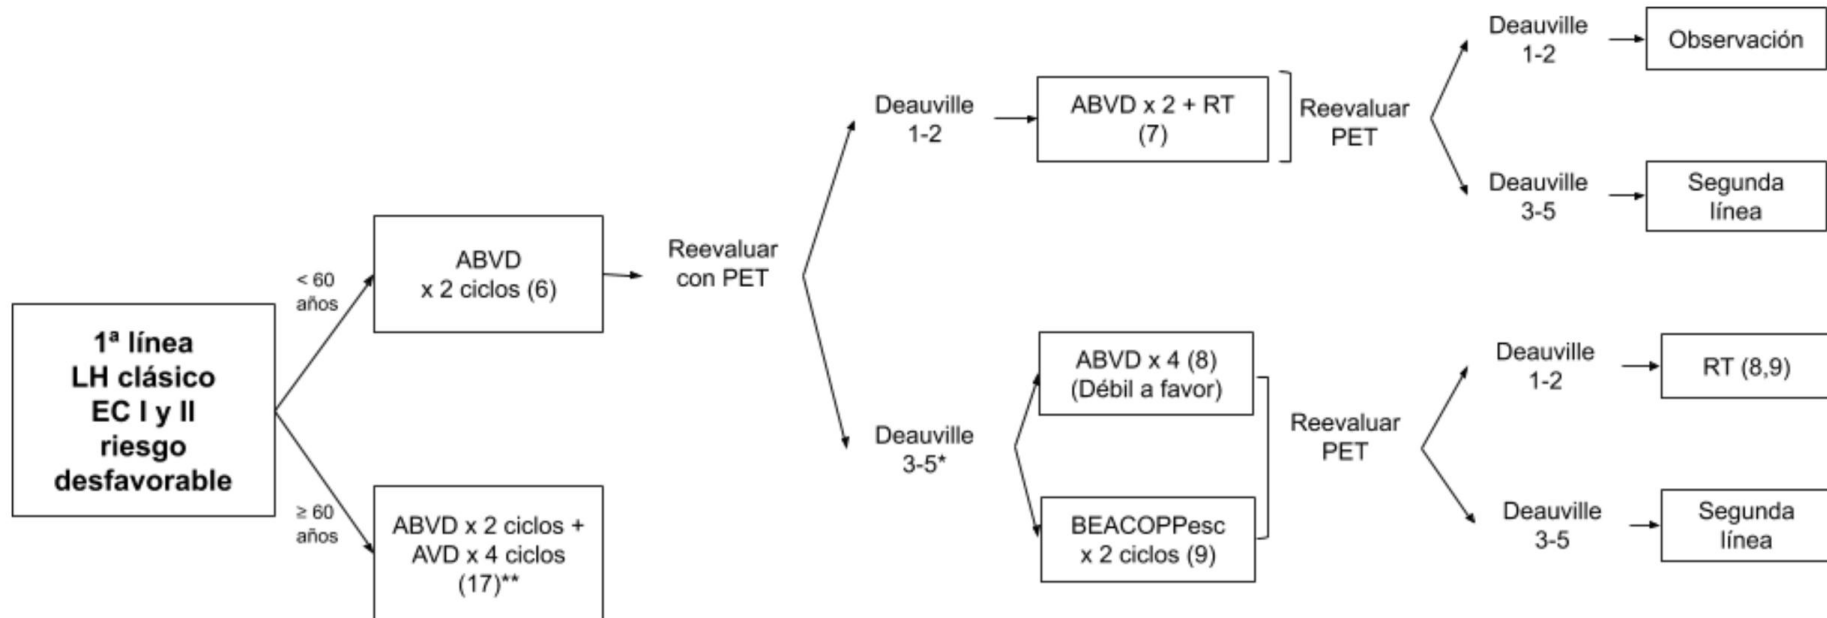 1ª línea
LH clásico
EC I y II
riesgo
desfavorable
< 60
años
≥ 60
años
ABVD
x 2 ciclos (6)
ABVD x 2 ciclos +
AVD x 4 ciclos
(17)**
Reevaluar
con PET
Deauville
1-2
ABVD x 2 + RT
(7)
Reevaluar
PET
Deauville
1-2
Observación
Deauville
3-5
Segunda
línea
Deauville
3-5*
ABVD x 4 (8)
(Débil a favor)
BEACOPPesc
x 2 ciclos (9)
Reevaluar
PET
Deauville
1-2
RT (8,9)
Deauville
3-5
Segunda
línea